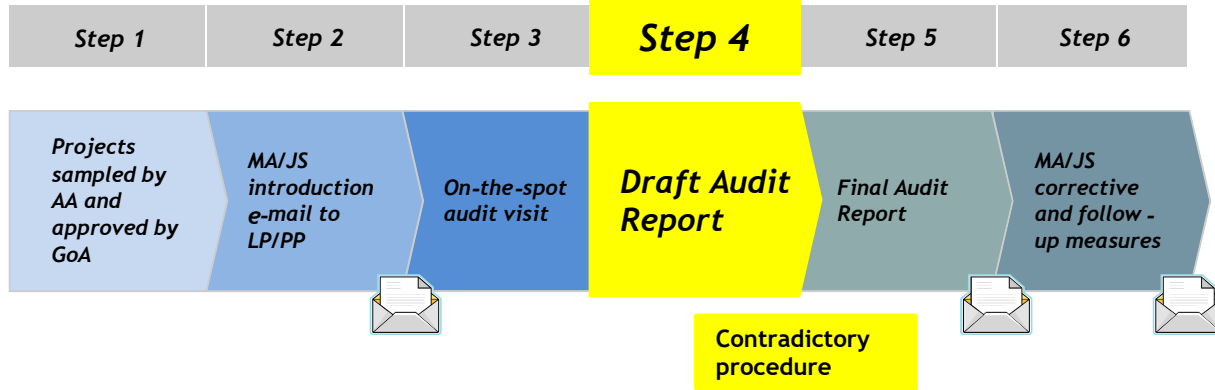 Step 1
Step 2
Step 3
Step 4
Step 5
Step 6
Projects
sampled by
AA and
approved by
GoA
MA/JS
introduction
e-mail to
LP/PP
On-the-spot
audit visit
Draft Audit
Report
Final Audit
Report
MA/JS
corrective
and follow -
up measures
Contradictory
procedure